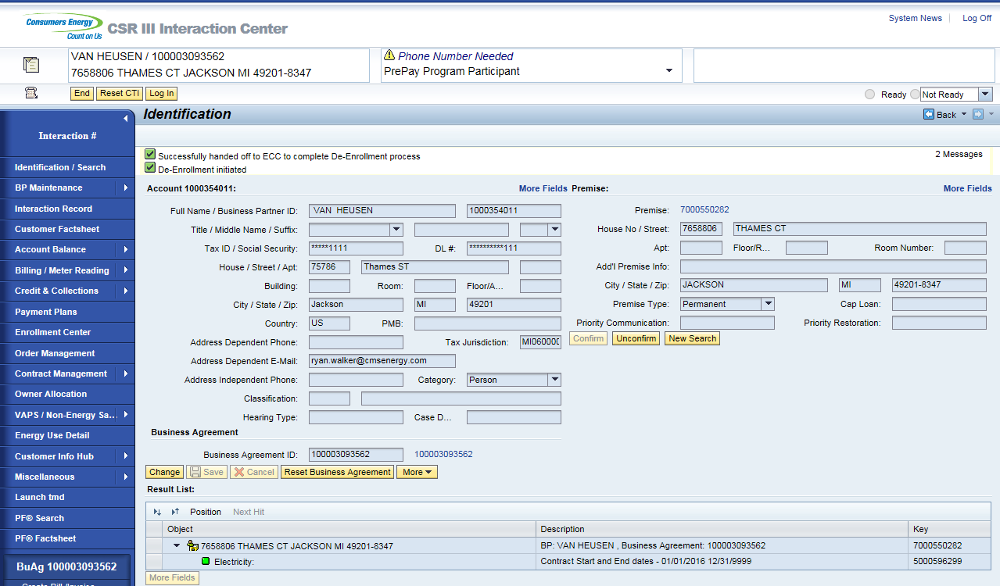 Consumers Energy
Count on Us
CSR III Interaction Center
System News
Log Off
VAN HEUSEN / 100003093562
7658806 THAMES CT JACKSON MI 49201-8347
Phone Number Needed
PrePay Program Participant
End
Reset CTI
Log In
Ready
Not Ready
Identification
Back
Interaction #
Identification / Search
BP Maintenance
Interaction Record
Customer Factsheet
Account Balance
Billing / Meter Reading
Credit & Collections
Payment Plans
Enrollment Center
Order Management
Contract Management
Owner Allocation
VAPS / Non-Energy Sa...
Energy Use Detail
Customer Info Hub
Miscellaneous
Launch tmd
PF® Search
PF® Factsheet
BuAg 100003093562
Successfully handed off to ECC to complete De-Enrollment process
De-Enrollment initiated
2 Messages
Account 1000354011:
More Fields
Full Name / Business Partner ID: VAN HEUSEN 1000354011
Title / Middle Name / Suffix:
Tax ID / Social Security: *****1111 DL #: **********111
House / Street / Apt: 75786 Thames ST
Building: Room: Floor/A...
City / State / Zip: Jackson MI 49201
Country: US PMB:
Address Dependent Phone: Tax Jurisdiction: MI06000
Address Dependent E-Mail: ryan.walker@cmsenergy.com
Address Independent Phone: Category: Person
Classification:
Hearing Type: Case D...
Business Agreement
Business Agreement ID: 100003093562 100003093562
Premise:
More Fields
Premise: 7000550282
House No / Street: 7658806 THAMES CT
Apt: Floor/R... Room Number:
Add'l Premise Info:
City / State / Zip: JACKSON MI 49201-8347
Premise Type: Permanent Cap Loan:
Priority Communication: Priority Restoration:
Confirm Unconfirm New Search
Change Save Cancel Reset Business Agreement More
Result List:
Position Next Hit
Object Description Key
7658806 THAMES CT JACKSON MI 49201-8347 BP: VAN HEUSEN , Business Agreement: 100003093562 7000550282
Electricity: Contract Start and End dates - 01/01/2016 12/31/9999 5000596299
More Fields